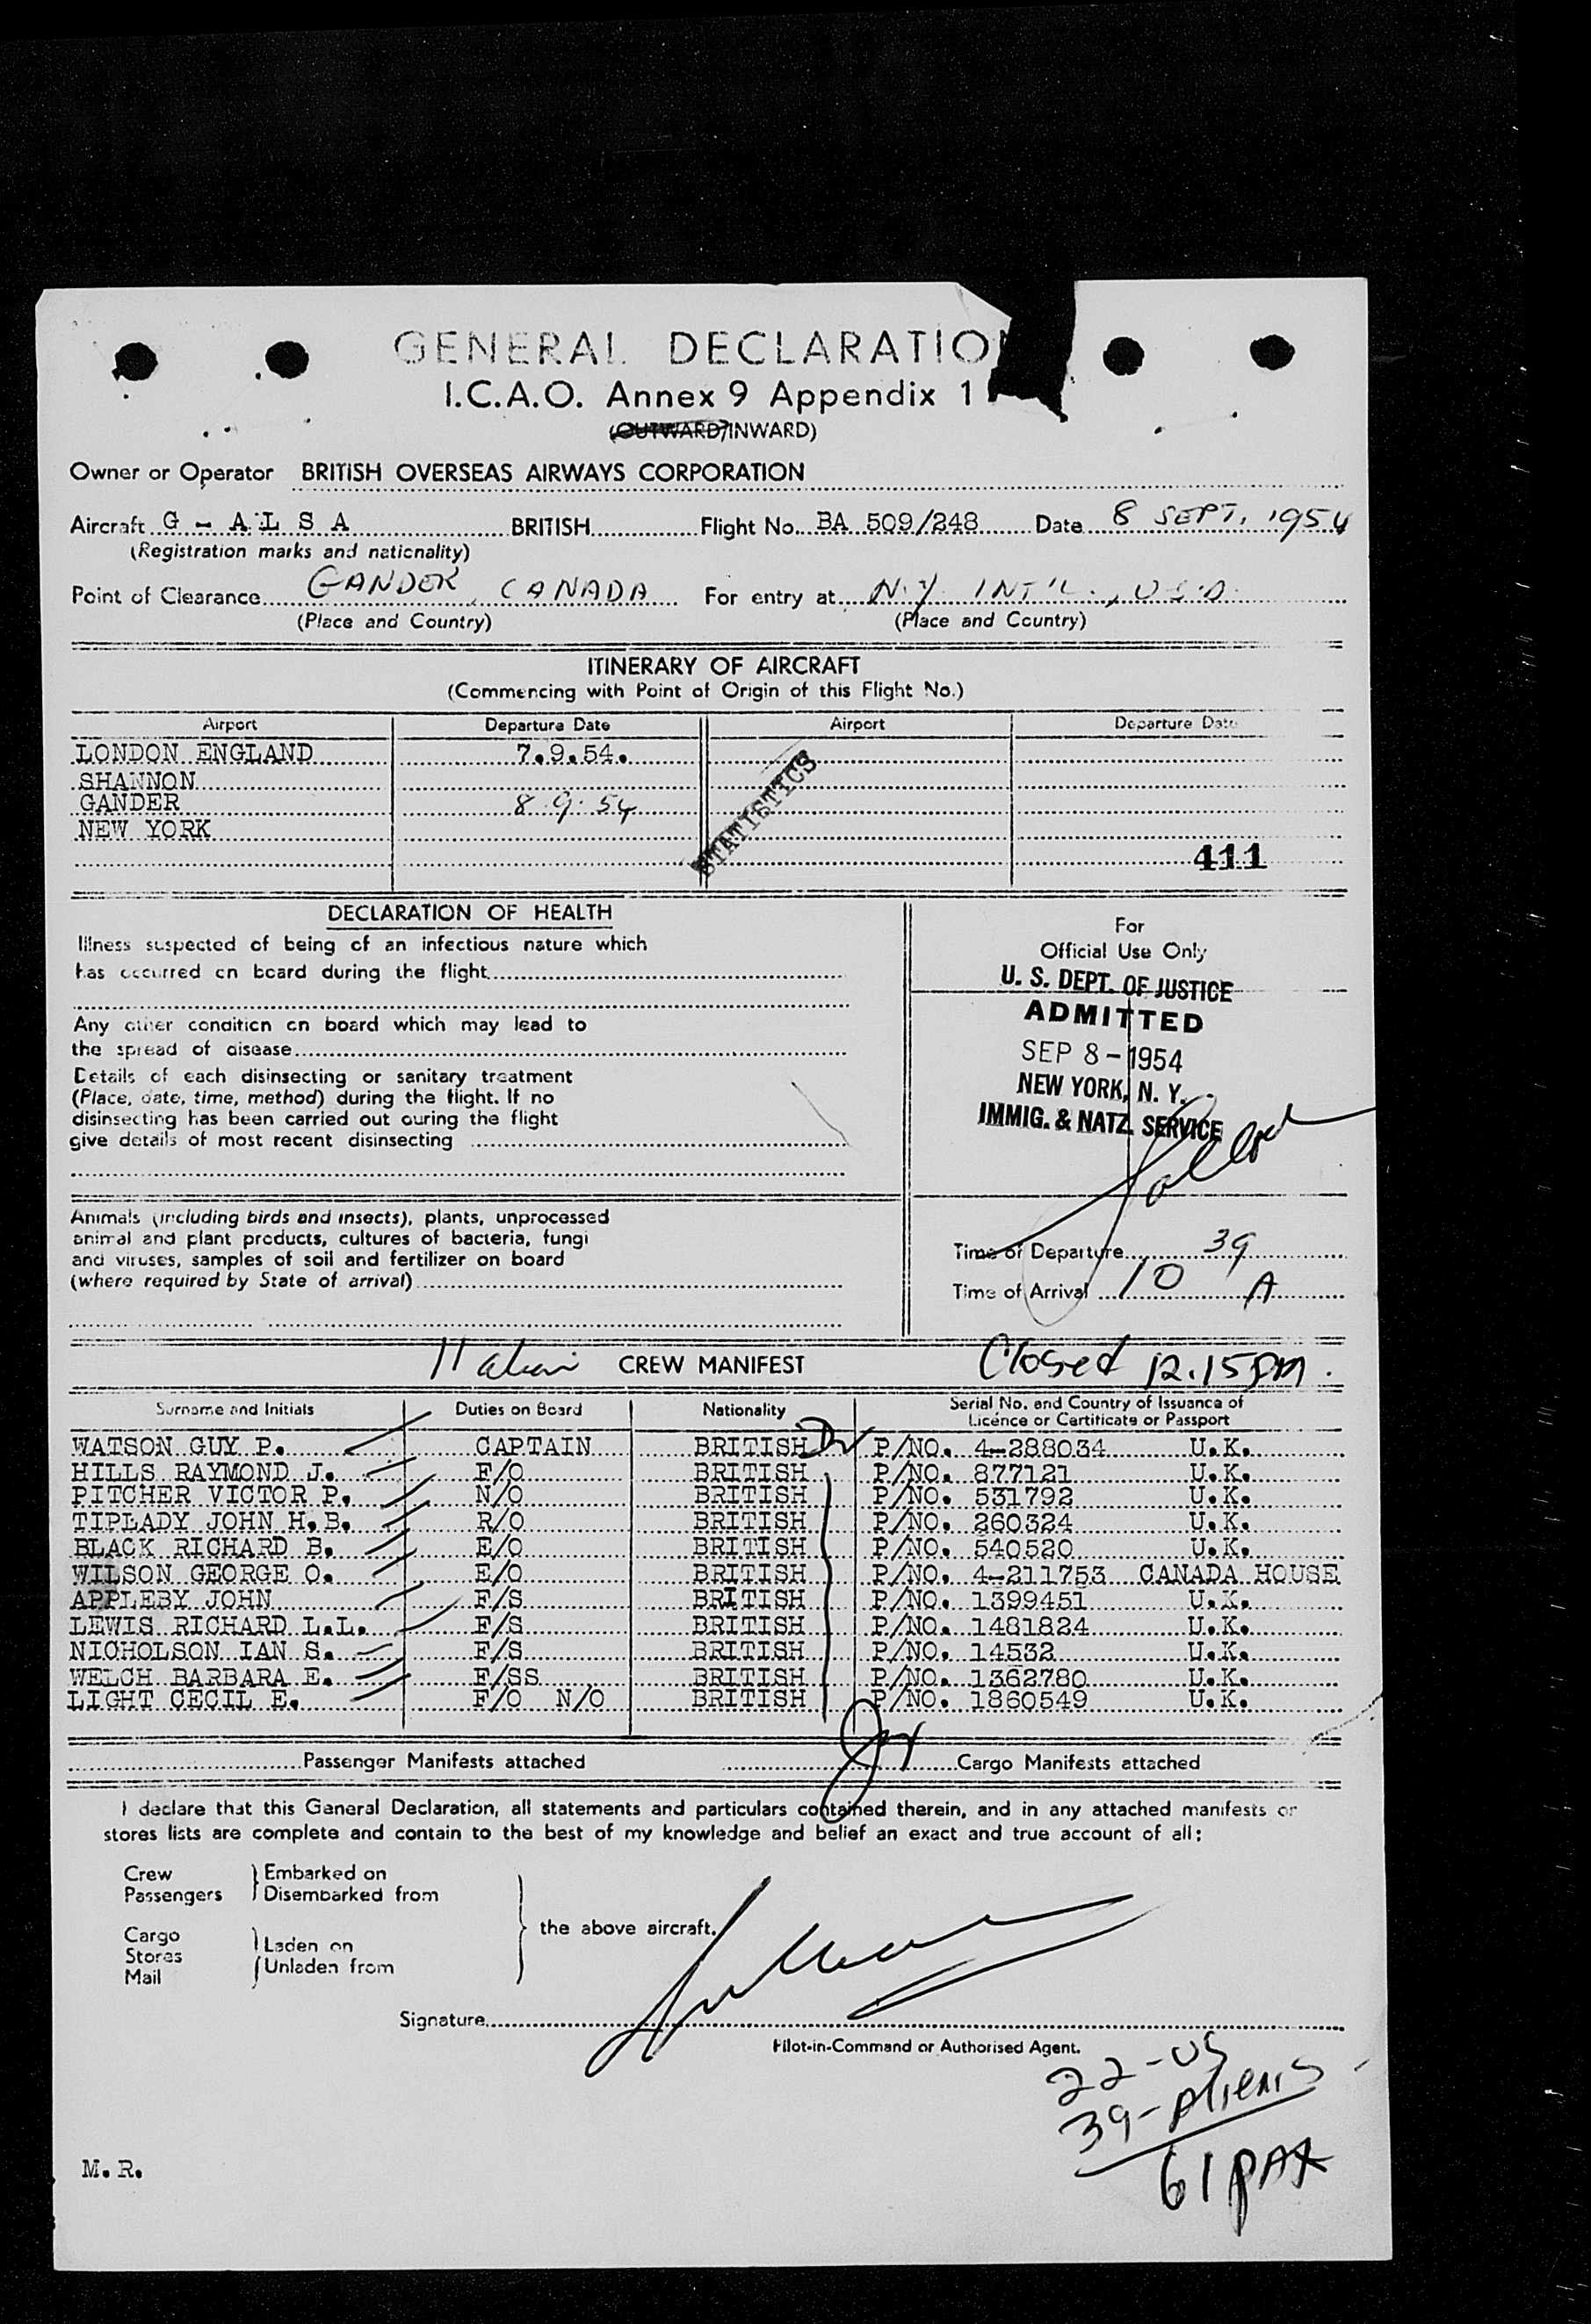 GENERAL DECLARATION
I.C.A.O. Annex 9 Appendix 1
(OUTWARD/INWARD)
Owner or Operator BRITISH OVERSEAS AIRWAYS CORPORATION
Aircraft G - A L S A BRITISH Flight No. BA 509/248 Date 8 SEPT. 1954
(Registration marks and nationality)
Point of Clearance GANDER, CANADA For entry at N.Y. INT'L., U.S.A.
(Place and Country) (Place and Country)
ITINERARY OF AIRCRAFT
(Commencing with Point of Origin of this Flight No.)
Airport Departure Date Airport Departure Date
LONDON ENGLAND 7.9.54.
SHANNON
GANDER 8.9.54
NEW YORK
STATISTICS
411
DECLARATION OF HEALTH
Illness suspected of being of an infectious nature which
has occurred on board during the flight
Any other condition on board which may lead to
the spread of disease
Details of each disinsecting or sanitary treatment
(Place, date, time, method) during the flight. If no
disinsecting has been carried out during the flight
give details of most recent disinsecting
For
Official Use Only
U. S. DEPT. OF JUSTICE
ADMITTED
SEP 8 - 1954
NEW YORK, N. Y.
IMMIG. & NATZ. SERVICE
Animals (including birds and insects), plants, unprocessed
animal and plant products, cultures of bacteria, fungi
and viruses, samples of soil and fertilizer on board
(where required by State of arrival)
Time of Departure 39
Time of Arrival 10 A
11 CREW MANIFEST Closed 12.15 PM.
Surname and Initials Duties on Board Nationality Serial No. and Country of Issuance of
Licence or Certificate or Passport
WATSON GUY P. CAPTAIN BRITISH P/NO. 4-288034 U.K.
HILLS RAYMOND J. F/O BRITISH P/NO. 877121 U.K.
PITCHER VICTOR P. N/O BRITISH P/NO. 531792 U.K.
TIPLADY JOHN H.B. R/O BRITISH P/NO. 260324 U.K.
BLACK RICHARD B. E/O BRITISH P/NO. 540520 U.K.
WILSON GEORGE O. E/O BRITISH P/NO. 4-211753 CANADA HOUSE
APPLEBY JOHN F/S BRITISH P/NO. 1399451 U.K.
LEWIS RICHARD L.L. F/S BRITISH P/NO. 1481824 U.K.
NICHOLSON IAN S. F/S BRITISH P/NO. 14532 U.K.
WELCH BARBARA E. F/SS BRITISH P/NO. 1362780 U.K.
LIGHT CECIL E. F/O N/O BRITISH P/NO. 1860549 U.K.
Passenger Manifests attached Cargo Manifests attached
I declare that this General Declaration, all statements and particulars contained therein, and in any attached manifests or
stores lists are complete and contain to the best of my knowledge and belief an exact and true account of all:
Crew
Passengers
Embarked on
Disembarked from
Cargo
Stores
Mail
Laden on
Unladen from
the above aircraft.
Signature
Pilot-in-Command or Authorised Agent.
22-US
39-Aliens
61 PAX
M.R.